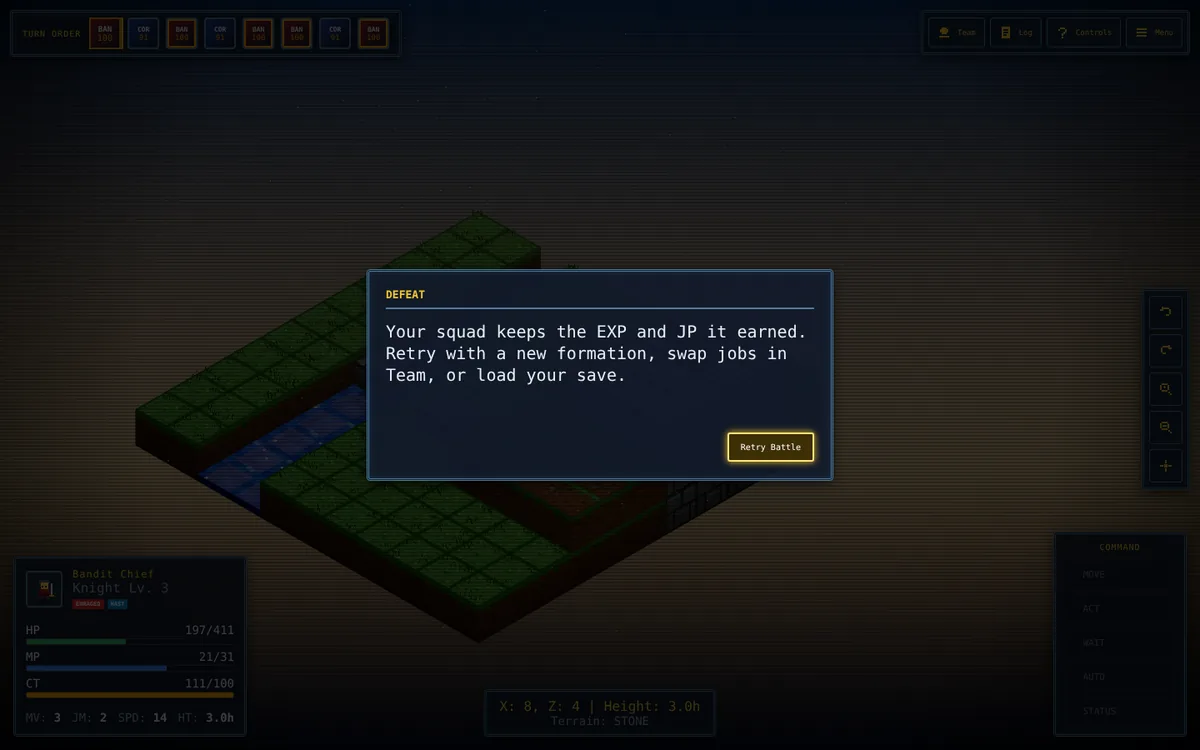 TURN ORDER
BAN 100
COR 91
BAN 100
COR 91
BAN 100
BAN 100
COR 91
BAN 100
Team
Log
? Controls
Menu
DEFEAT
Your squad keeps the EXP and JP it earned.
Retry with a new formation, swap jobs in
Team, or load your save.
Retry Battle
Bandit Chief
Knight Lv. 3
ENRAGED HAST
HP 197/411
MP 21/31
CT 111/100
MV: 3 JM: 2 SPD: 14 HT: 3.0h
X: 8, Z: 4 | Height: 3.0h
Terrain: STONE
COMMAND
MOVE
ACT
WAIT
AUTO
STATUS